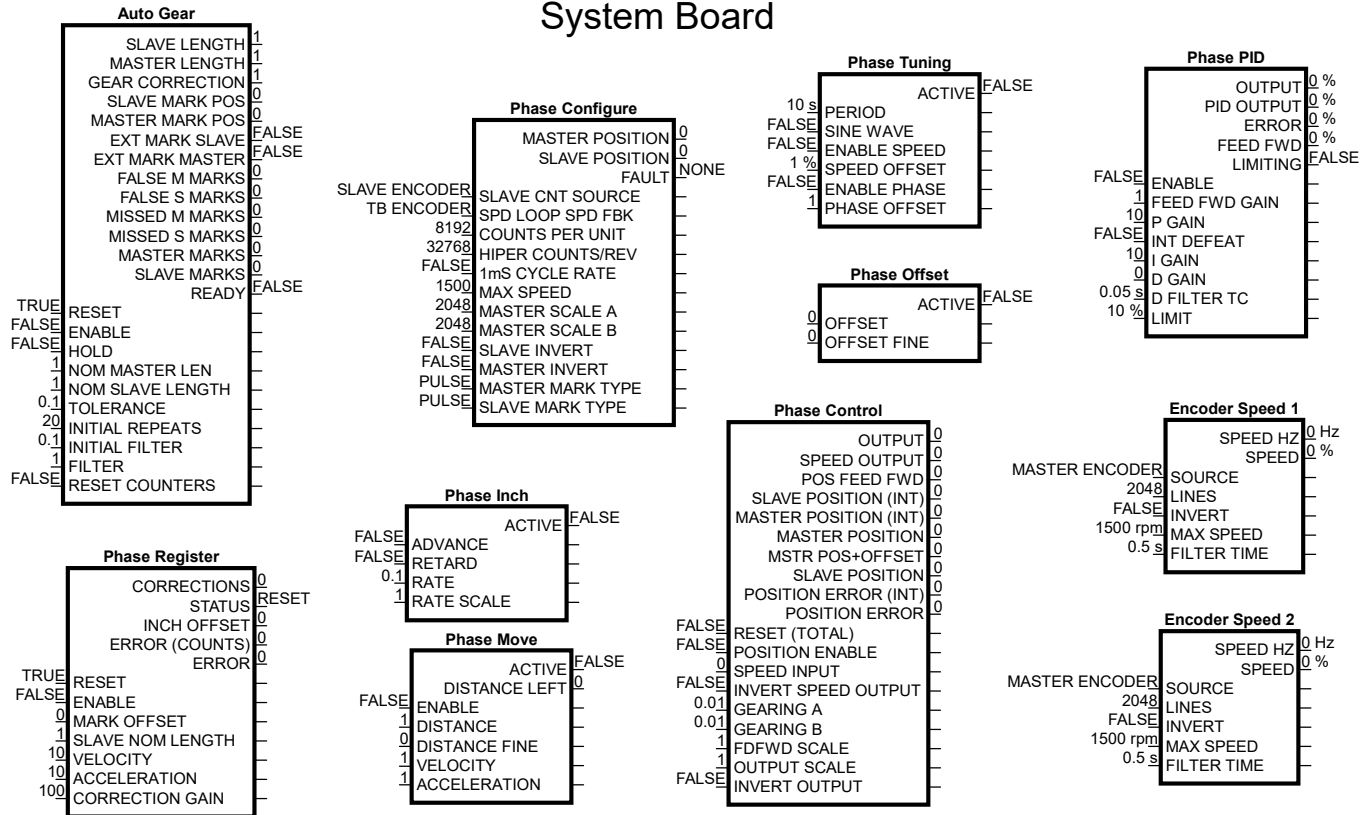 System Board
Auto Gear
SLAVE LENGTH 1
MASTER LENGTH 1
GEAR CORRECTION 1
SLAVE MARK POS 0
MASTER MARK POS 0
EXT MARK SLAVE FALSE
EXT MARK MASTER FALSE
FALSE M MARKS 0
FALSE S MARKS 0
MISSED M MARKS 0
MISSED S MARKS 0
MASTER MARKS 0
SLAVE MARKS 0
READY FALSE
TRUE RESET
FALSE ENABLE
FALSE HOLD
1 NOM MASTER LEN
1 NOM SLAVE LENGTH
0.1 TOLERANCE
20 INITIAL REPEATS
0.1 INITIAL FILTER
1 FILTER
FALSE RESET COUNTERS
Phase Register
CORRECTIONS 0
STATUS RESET
INCH OFFSET 0
ERROR (COUNTS) 0
ERROR 0
TRUE RESET
FALSE ENABLE
0 MARK OFFSET
1 SLAVE NOM LENGTH
10 VELOCITY
10 ACCELERATION
100 CORRECTION GAIN
Phase Configure
MASTER POSITION 0
SLAVE POSITION 0
FAULT NONE
SLAVE ENCODER SLAVE CNT SOURCE
TB ENCODER SPD LOOP SPD FBK
8192 COUNTS PER UNIT
32768 HIPER COUNTS/REV
FALSE 1mS CYCLE RATE
1500 MAX SPEED
2048 MASTER SCALE A
2048 MASTER SCALE B
FALSE SLAVE INVERT
FALSE MASTER INVERT
PULSE MASTER MARK TYPE
PULSE SLAVE MARK TYPE
Phase Inch
ACTIVE FALSE
FALSE ADVANCE
FALSE RETARD
0.1 RATE
1 RATE SCALE
Phase Move
ACTIVE FALSE
DISTANCE LEFT 0
FALSE ENABLE
1 DISTANCE
0 DISTANCE FINE
1 VELOCITY
1 ACCELERATION
Phase Tuning
ACTIVE FALSE
10 s PERIOD
FALSE SINE WAVE
FALSE ENABLE SPEED
1 % SPEED OFFSET
FALSE ENABLE PHASE
1 PHASE OFFSET
Phase Offset
ACTIVE FALSE
0 OFFSET
0 OFFSET FINE
Phase Control
OUTPUT 0
SPEED OUTPUT 0
POS FEED FWD 0
SLAVE POSITION (INT) 0
MASTER POSITION (INT) 0
MASTER POSITION 0
MSTR POS+OFFSET 0
SLAVE POSITION 0
POSITION ERROR (INT) 0
POSITION ERROR 0
FALSE RESET (TOTAL)
FALSE POSITION ENABLE
0 SPEED INPUT
FALSE INVERT SPEED OUTPUT
0.01 GEARING A
0.01 GEARING B
1 FDFWD SCALE
1 OUTPUT SCALE
FALSE INVERT OUTPUT
Phase PID
OUTPUT 0 %
PID OUTPUT 0 %
ERROR 0 %
FEED FWD 0 %
LIMITING FALSE
FALSE ENABLE
1 FEED FWD GAIN
10 P GAIN
FALSE INT DEFEAT
10 I GAIN
0 D GAIN
0.05 s D FILTER TC
10 % LIMIT
Encoder Speed 1
SPEED HZ 0 Hz
SPEED 0 %
MASTER ENCODER SOURCE
2048 LINES
FALSE INVERT
1500 rpm MAX SPEED
0.5 s FILTER TIME
Encoder Speed 2
SPEED HZ 0 Hz
SPEED 0 %
MASTER ENCODER SOURCE
2048 LINES
FALSE INVERT
1500 rpm MAX SPEED
0.5 s FILTER TIME